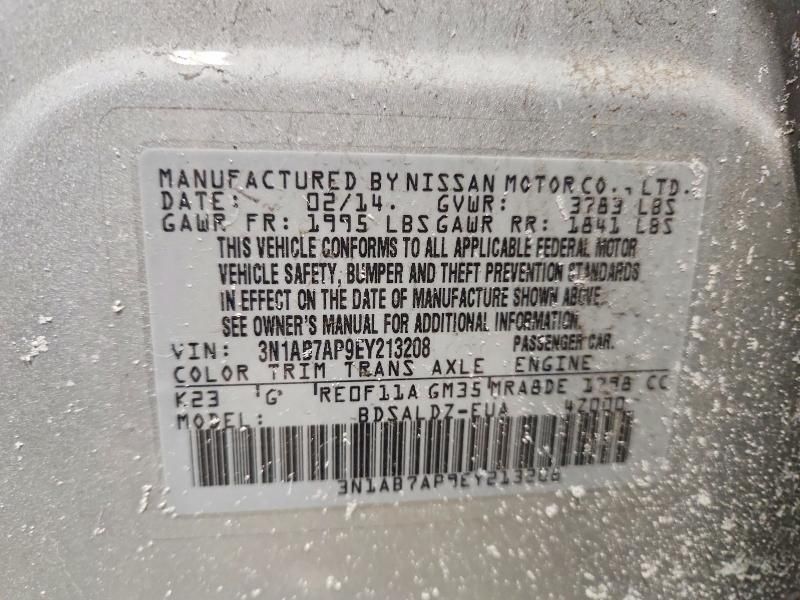 MANUFACTURED BY NISSAN MOTOR CO., LTD.
DATE: 02/14. GVWR: 3783 LBS
GAWR FR: 1995 LBS GAWR RR: 1841 LBS
THIS VEHICLE CONFORMS TO ALL APPLICABLE FEDERAL MOTOR
VEHICLE SAFETY, BUMPER AND THEFT PREVENTION STANDARDS
IN EFFECT ON THE DATE OF MANUFACTURE SHOWN ABOVE.
SEE OWNER'S MANUAL FOR ADDITIONAL INFORMATION.
VIN: 3N1AB7AP9EY213208 PASSENGER CAR.
COLOR TRIM TRANS AXLE ENGINE
K23 G RE0F11A GM35 MRA8DE 1798 CC
MODEL: BDSALDZ-EUA 4Z000
3N1AB7AP9EY213208